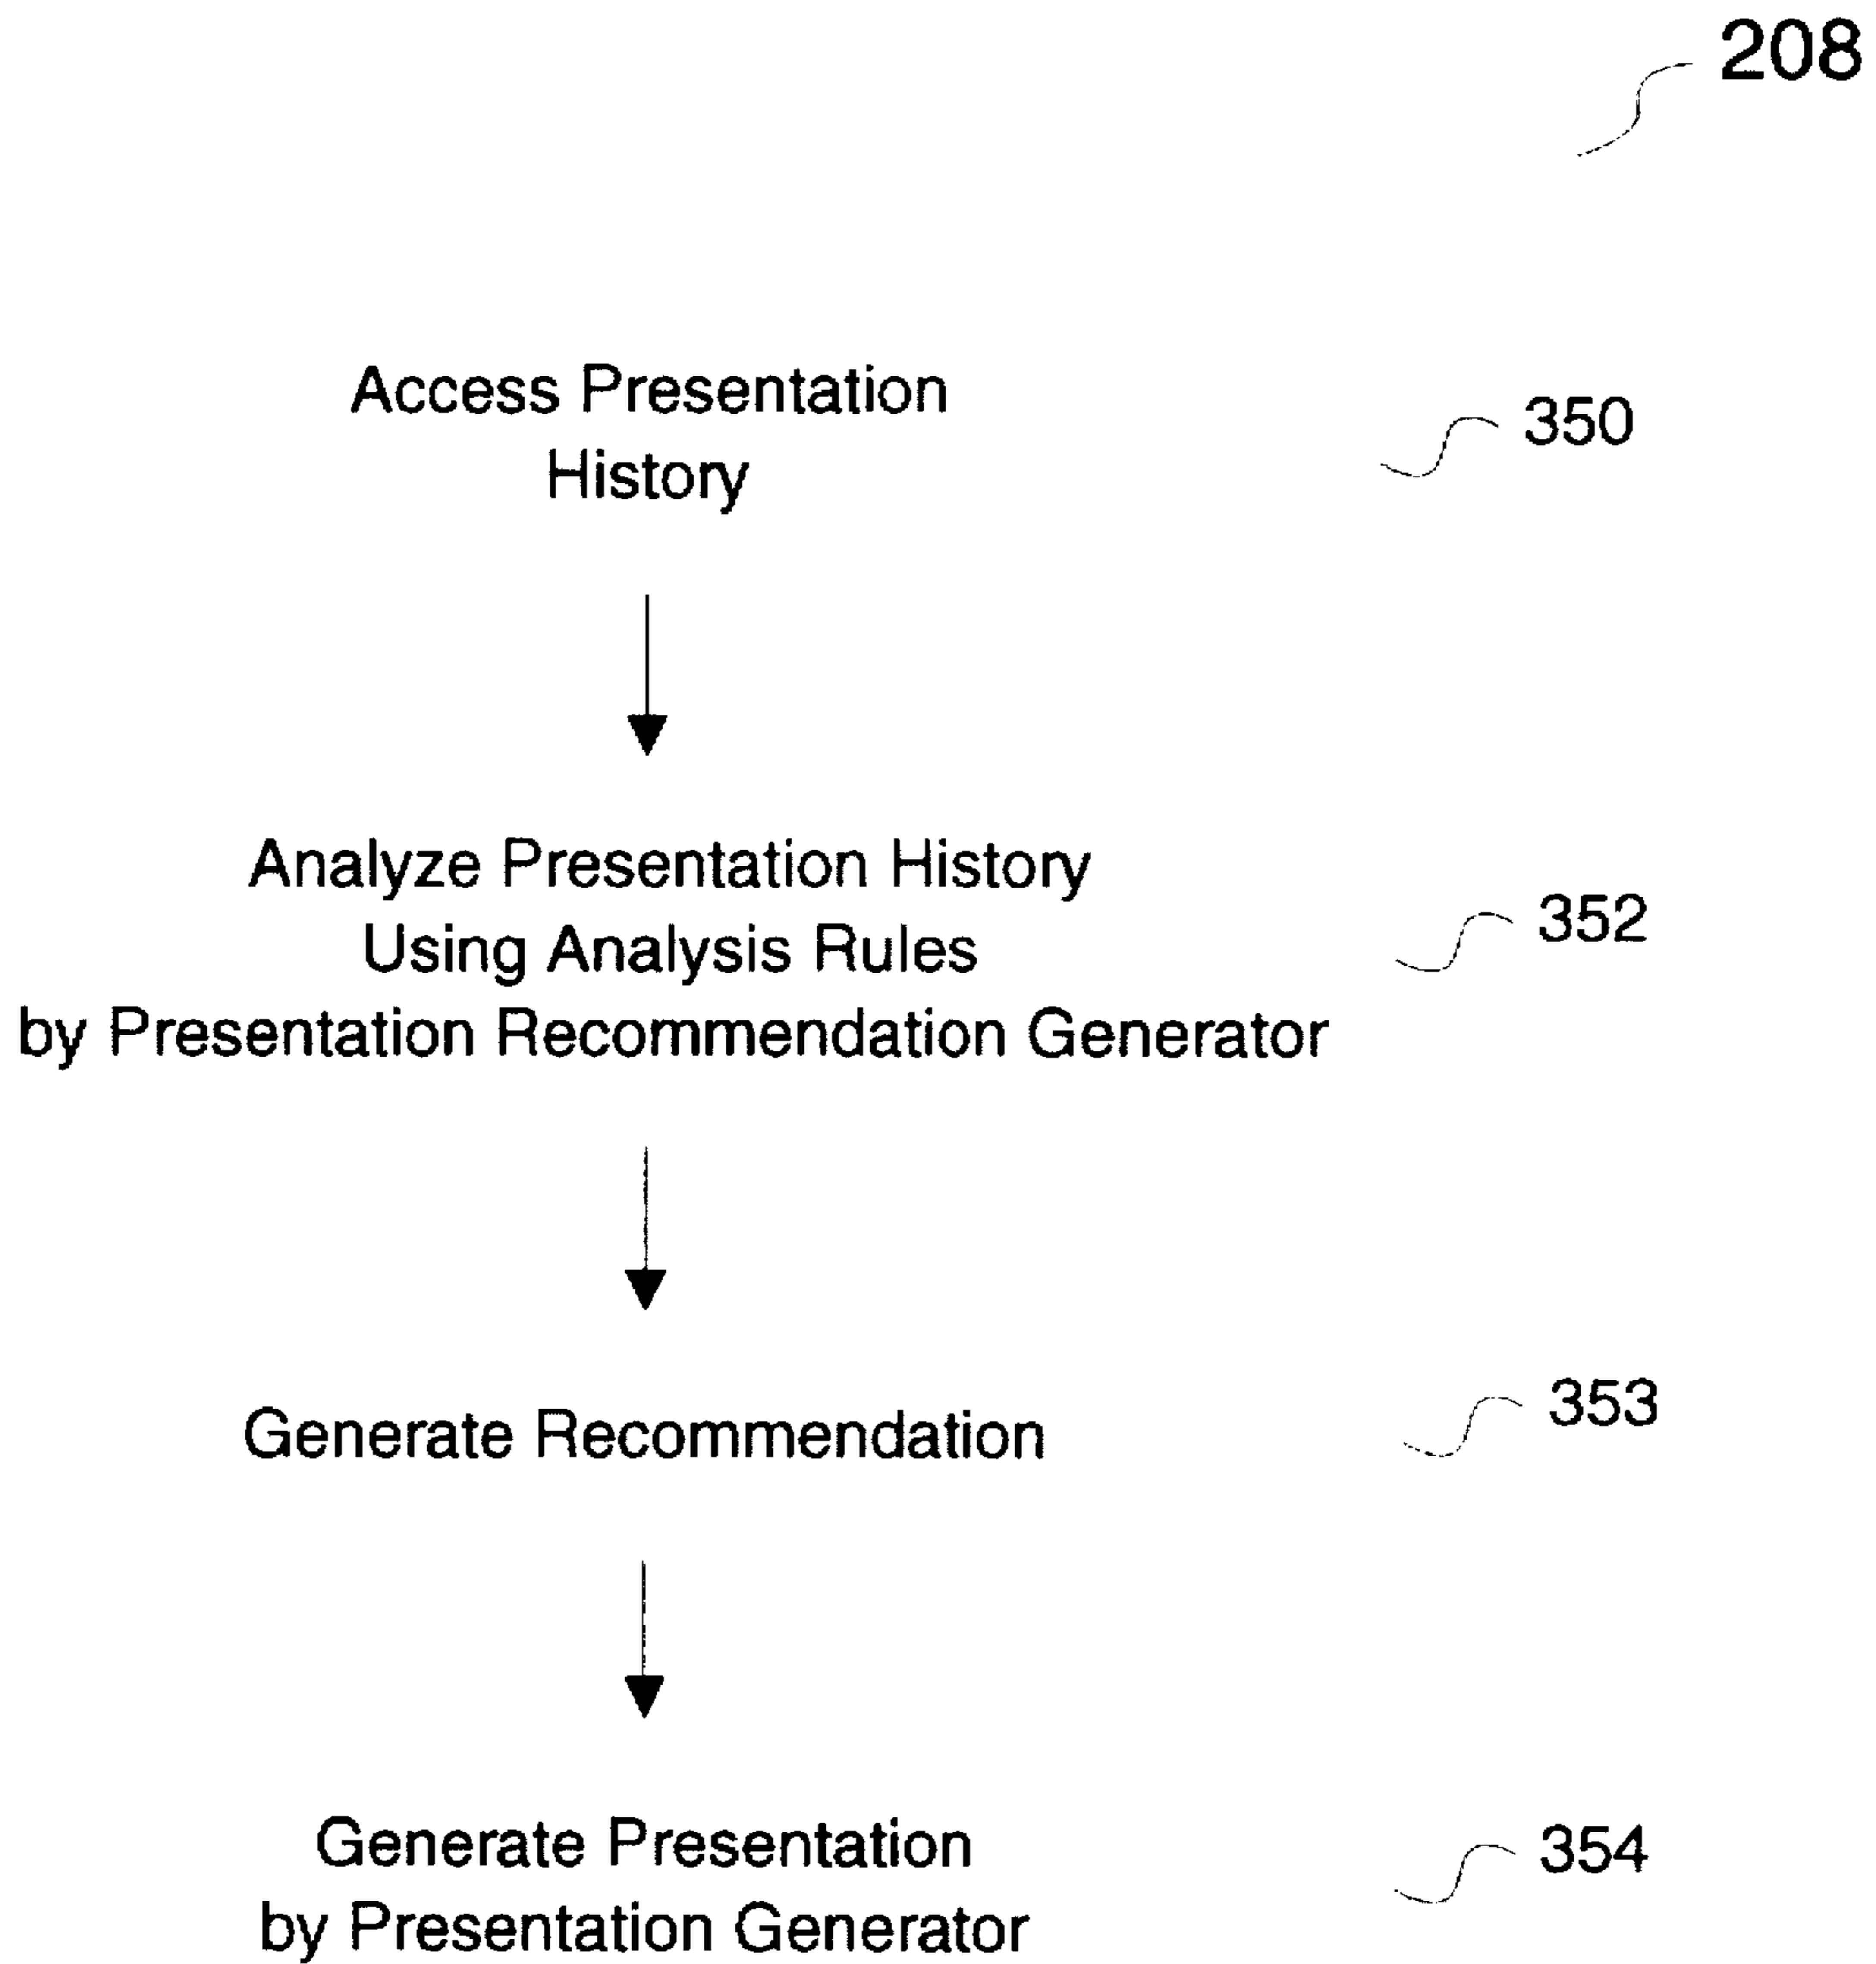 208
Access Presentation
History
350
Analyze Presentation History
Using Analysis Rules
by Presentation Recommendation Generator
352
Generate Recommendation
353
Generate Presentation
by Presentation Generator
354